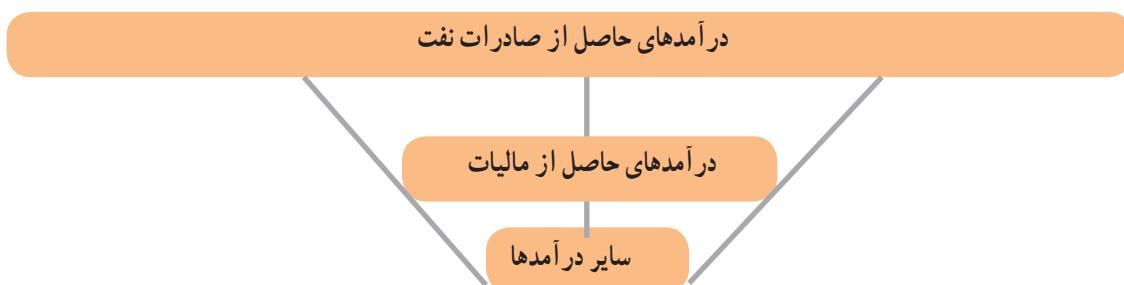 درآمدهای حاصل از صادرات نفت
درآمدهای حاصل از مالیات
سایر درآمدها